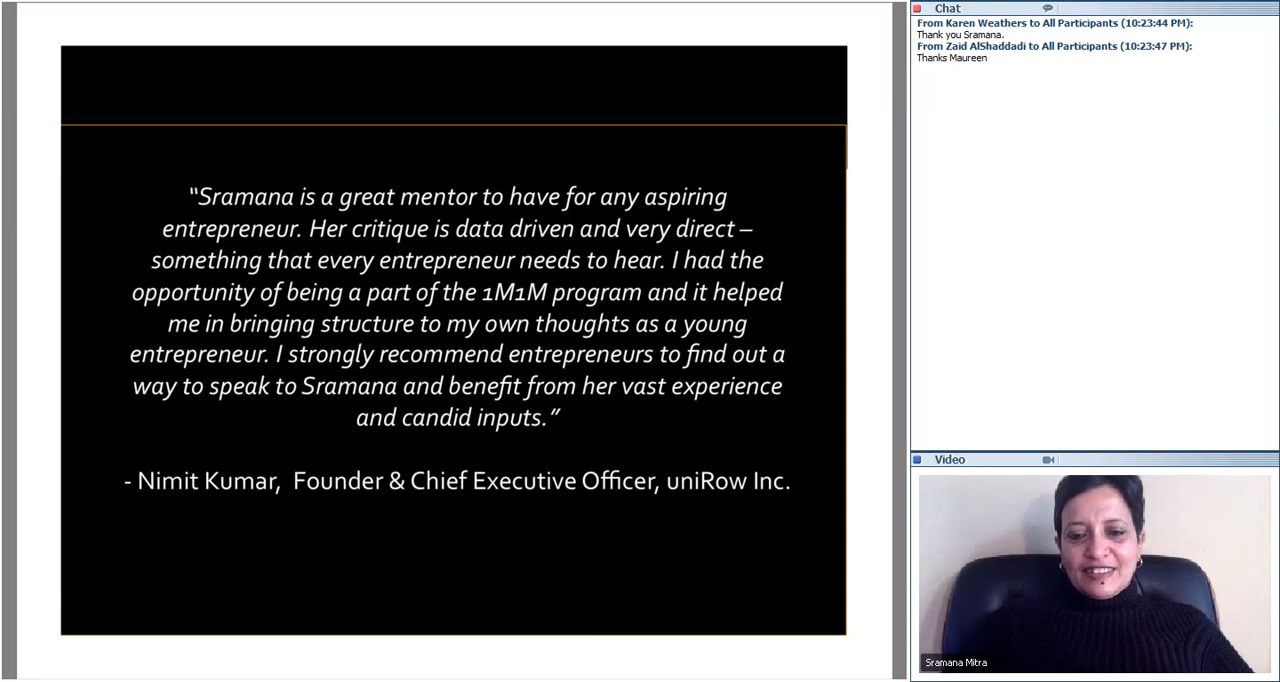 “Sramana is a great mentor to have for any aspiring
entrepreneur. Her critique is data driven and very direct –
something that every entrepreneur needs to hear. I had the
opportunity of being a part of the 1M1M program and it helped
me in bringing structure to my own thoughts as a young
entrepreneur. I strongly recommend entrepreneurs to find out a
way to speak to Sramana and benefit from her vast experience
and candid inputs.”
- Nimit Kumar,  Founder & Chief Executive Officer, uniRow Inc.
Chat
From Karen Weathers to All Participants (10:23:44 PM):
Thank you Sramana.
From Zaid AlShaddadi to All Participants (10:23:47 PM):
Thanks Maureen
Video
Sramana Mitra